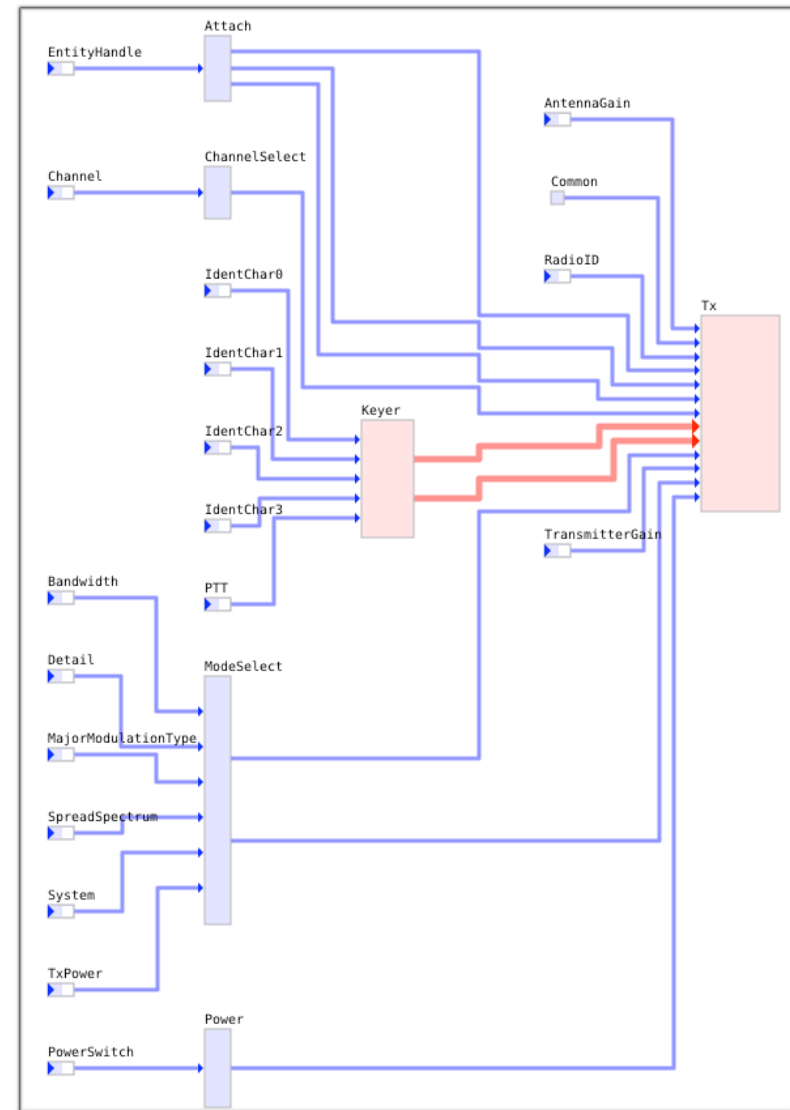 Attach
EntityHandle
AntennaGain
ChannelSelect
Channel
Common
RadioID
IdentChar0
Tx
IdentChar1
Keyer
IdentChar2
IdentChar3
TransmitterGain
Bandwidth
PTT
Detail
ModeSelect
MajorModulationType
SpreadSpectrum
System
TxPower
Power
PowerSwitch